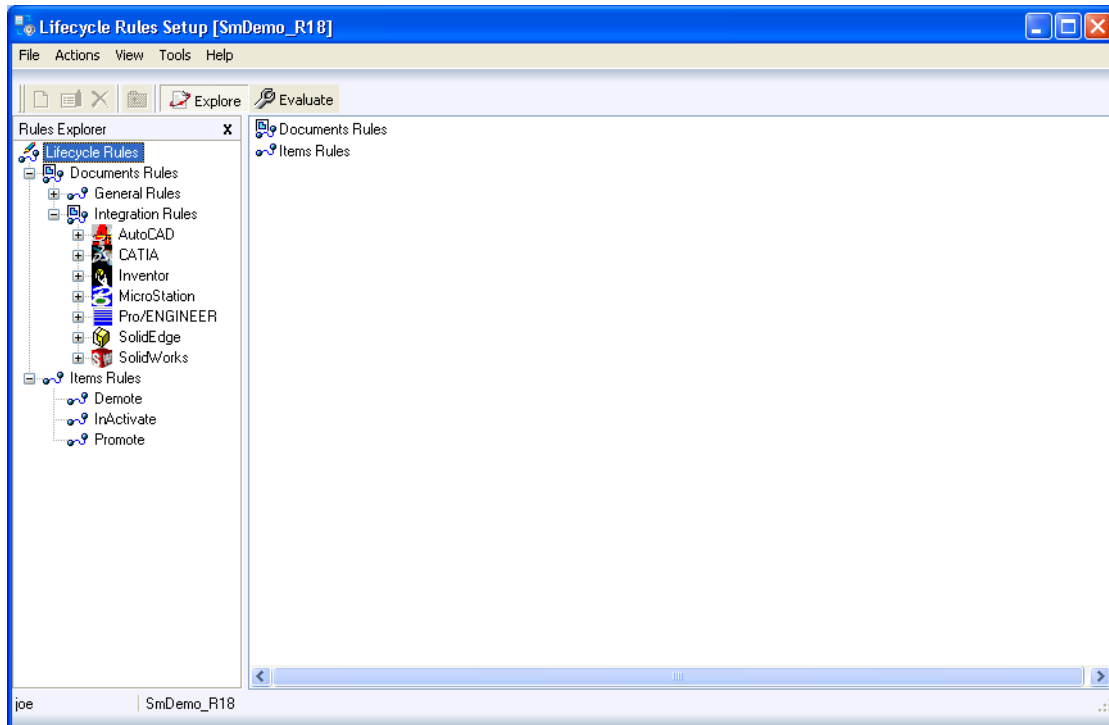 Lifecycle Rules Setup [SmDemo_R18]
File Actions View Tools Help
Explore Evaluate
Rules Explorer X
Lifecycle Rules
Documents Rules
General Rules
Integration Rules
AutoCAD
CATIA
Inventor
MicroStation
Pro/ENGINEER
SolidEdge
SolidWorks
Items Rules
Demote
InActivate
Promote
Documents Rules
Items Rules
joe SmDemo_R18